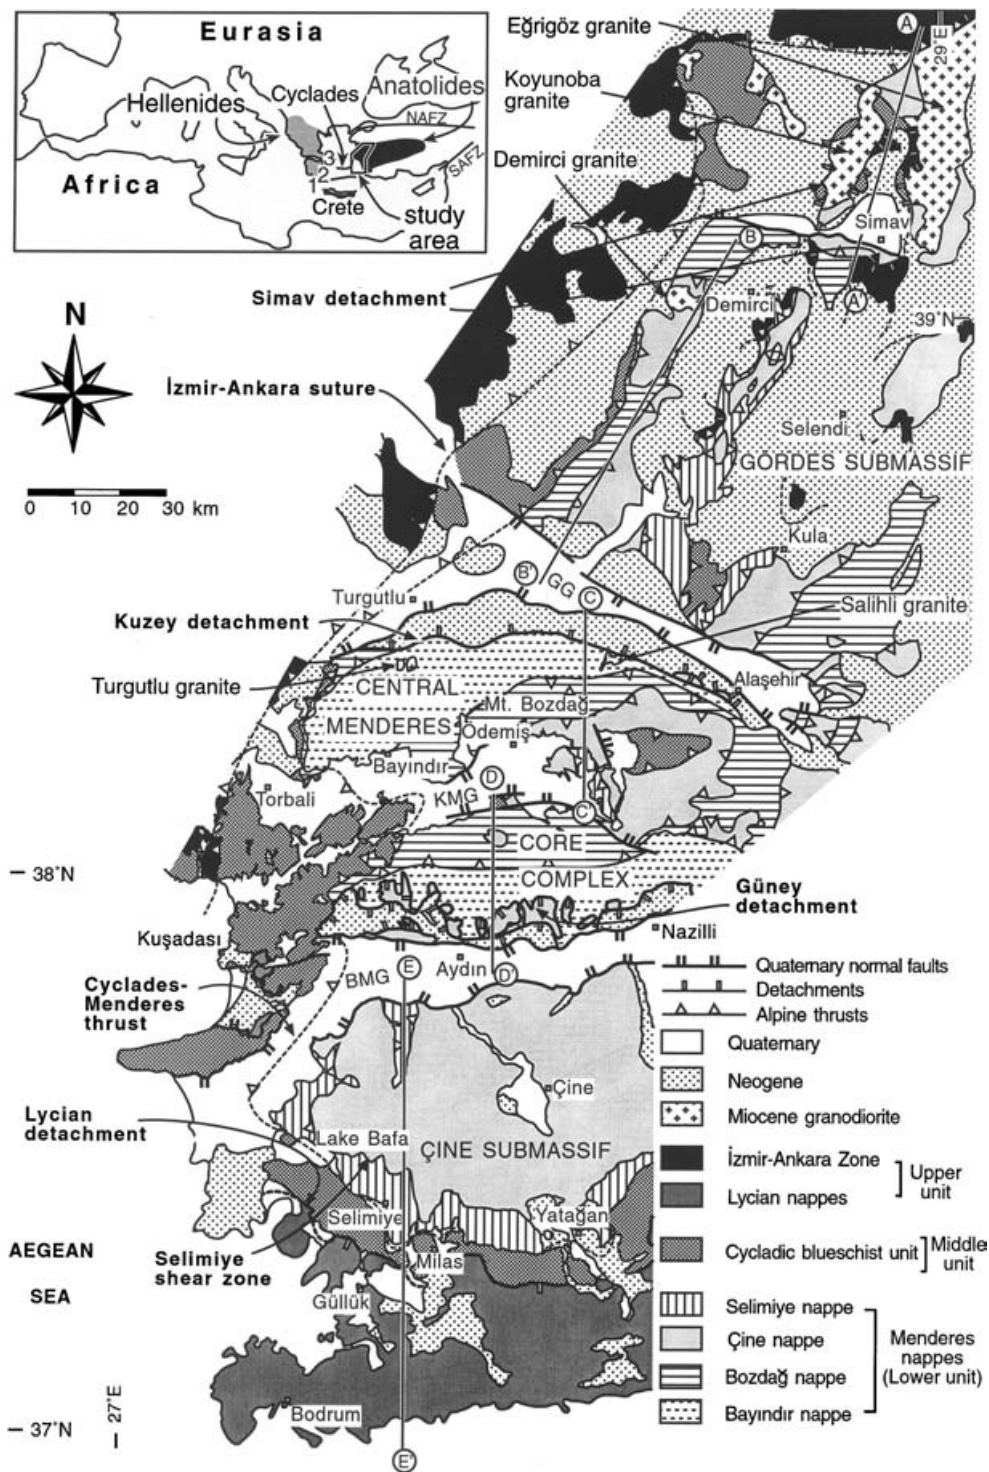 Eurasia
Anatolides
Cyclades
Hellenides
NAFZ
SAFZ
3
2
1
Africa
Crete
study
area
Eğrigöz granite
A
29°E
Koyunoba
granite
Demirci granite
Simav
B
Simav detachment
Demirci
A'
39°N
N
İzmir-Ankara suture
Selendi
GÖRDES SUBMASSIF
0 10 20 30 km
Kula
B'
GG
C
Turgutlu
Salihli granite
Kuzey detachment
Alaşehir
Turgutlu granite
CENTRAL
Mt. Bozdağ
MENDERES
Ödemiş
Bayındır
D
Torbali
KMG
C'
CORE
38°N
COMPLEX
Güney
detachment
Nazilli
Kuşadası
E
Aydın
D'
BMG
Cyclades-
Menderes
thrust
Quaternary normal faults
Detachments
Alpine thrusts
Quaternary
Neogene
Çine
Miocene granodiorite
Lycian
detachment
Lake Bafa
ÇINE SUBMASSIF
İzmir-Ankara Zone
Upper
unit
Lycian nappes
Selimiye
Yatağan
AEGEAN
SEA
Selimiye
shear zone
Milas
Cycladic blueschist unit
Middle
unit
Güllük
Selimiye nappe
Çine nappe
Menderes
nappes
(Lower unit)
Bozdağ nappe
27°E
Bodrum
Bayındır nappe
37°N
E'